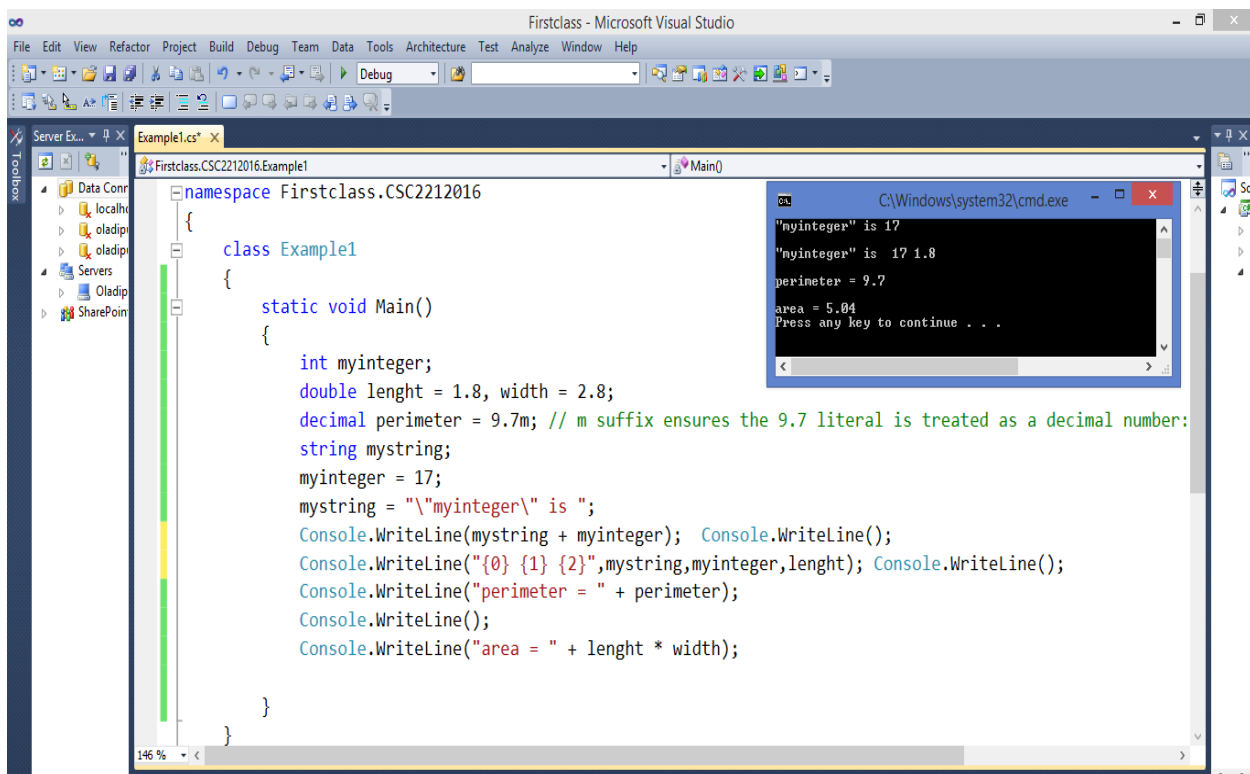 Firstclass - Microsoft Visual Studio
File Edit View Refactor Project Build Debug Team Data Tools Architecture Test Analyze Window Help
Debug
Toolbox
Server Ex...
Data Conn
localho
oladip
oladip
Servers
Oladip
SharePoin
Example1.cs*
Firstclass.CSC2212016.Example1
Main()
namespace Firstclass.CSC2212016
{
class Example1
{
static void Main()
{
int myinteger;
double lenght = 1.8, width = 2.8;
decimal perimeter = 9.7m; // m suffix ensures the 9.7 literal is treated as a decimal number:
string mystring;
myinteger = 17;
mystring = "\"myinteger\" is ";
Console.WriteLine(mystring + myinteger); Console.WriteLine();
Console.WriteLine("{0} {1} {2}",mystring,myinteger,lenght); Console.WriteLine();
Console.WriteLine("perimeter = " + perimeter);
Console.WriteLine();
Console.WriteLine("area = " + lenght * width);
}
}
146 %
C:\Windows\system32\cmd.exe
"myinteger" is 17
"myinteger" is  17 1.8
perimeter = 9.7
area = 5.04
Press any key to continue . . .